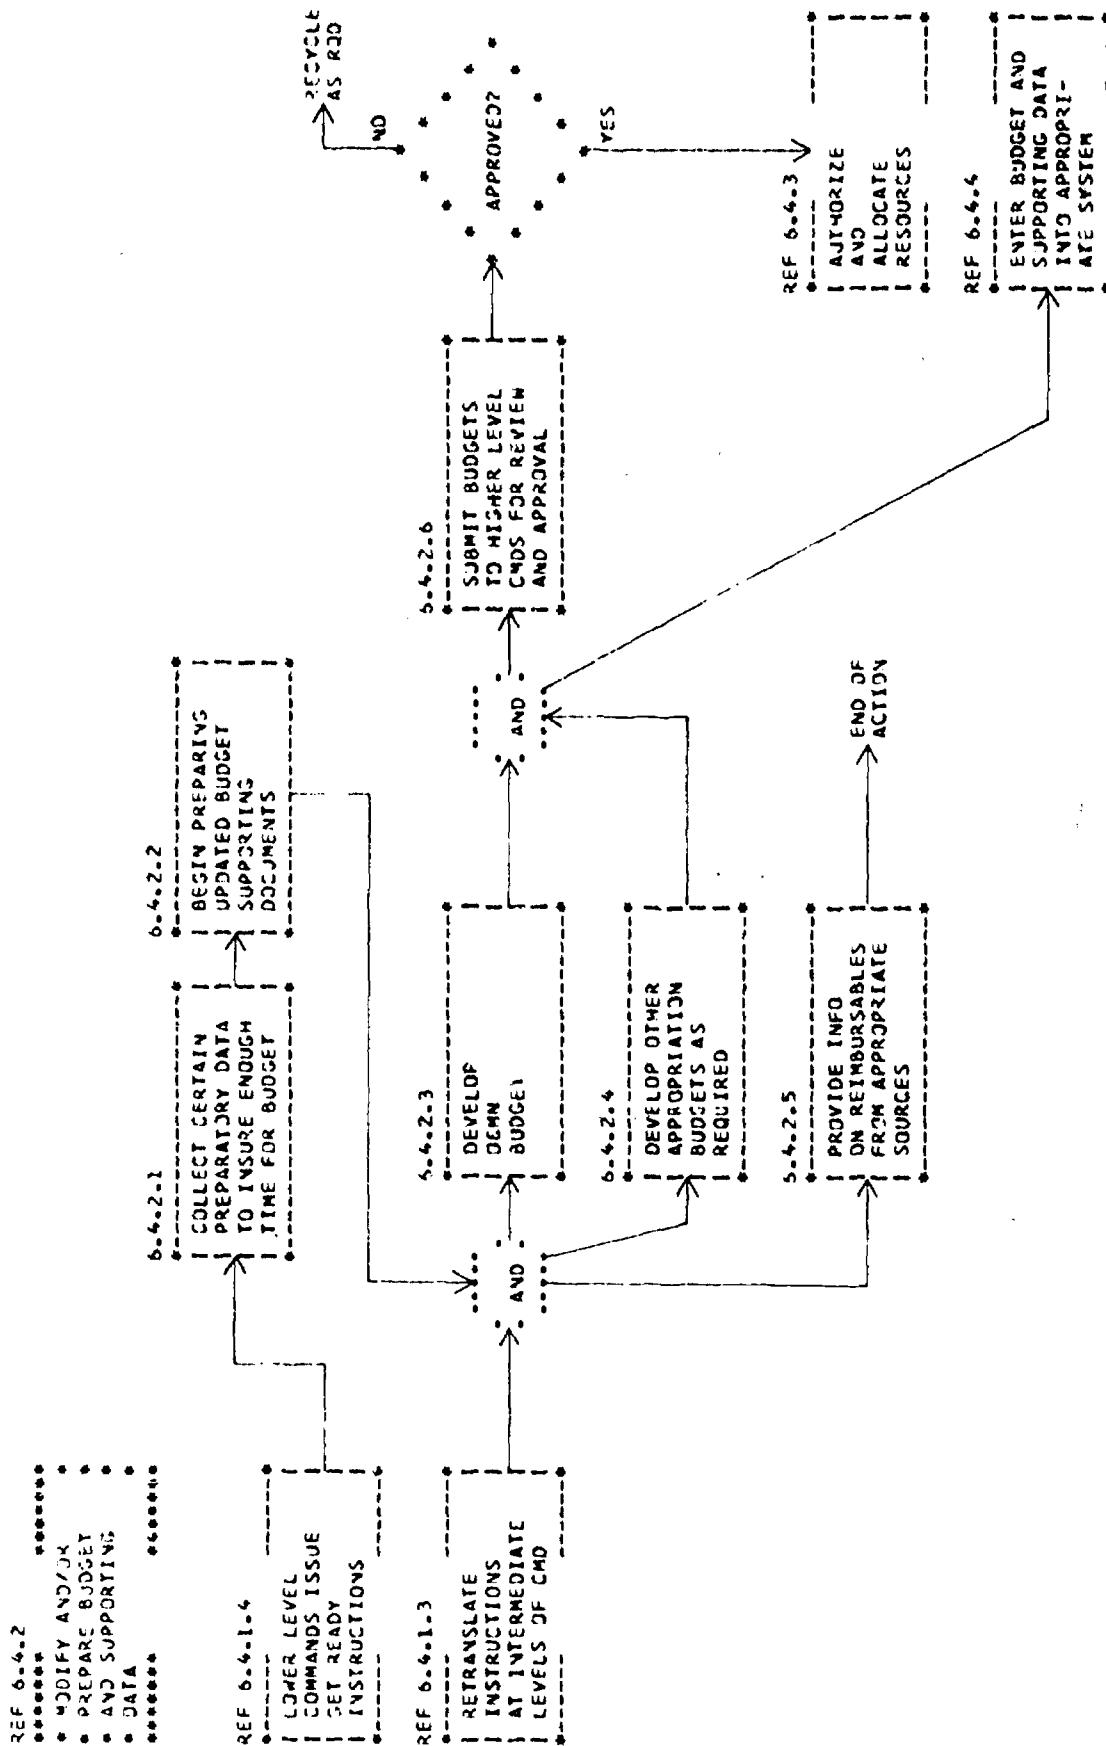 REF 6.4.2
MODIFY AND/OR
PREPARE BUDGET
AND SUPPORTING
DATA
REF 6.4.1.4
LOWER LEVEL
COMMANDS ISSUE
GET READY
INSTRUCTIONS
REF 6.4.1.3
RETRANSLATE
INSTRUCTIONS
AT INTERMEDIATE
LEVELS OF CMD
6.4.2.1
COLLECT CERTAIN
PREPARATORY DATA
TO INSURE ENOUGH
TIME FOR BUDGET
6.4.2.2
BEGIN PREPARING
UPDATED BUDGET
SUPPORTING
DOCUMENTS
AND
6.4.2.3
DEVELOP
O&MN
BUDGET
6.4.2.4
DEVELOP OTHER
APPROPRIATION
BUDGETS AS
REQUIRED
6.4.2.5
PROVIDE INFO
ON REIMBURSABLES
FROM APPROPRIATE
SOURCES
END OF
ACTION
AND
6.4.2.6
SUBMIT BUDGETS
TO HIGHER LEVEL
CMDS FOR REVIEW
AND APPROVAL
APPROVED?
NO
RECYCLE
AS RQD
YES
REF 6.4.3
AUTHORIZE
AND
ALLOCATE
RESOURCES
REF 6.4.4
ENTER BUDGET AND
SUPPORTING DATA
INTO APPROPRI-
ATE SYSTEM